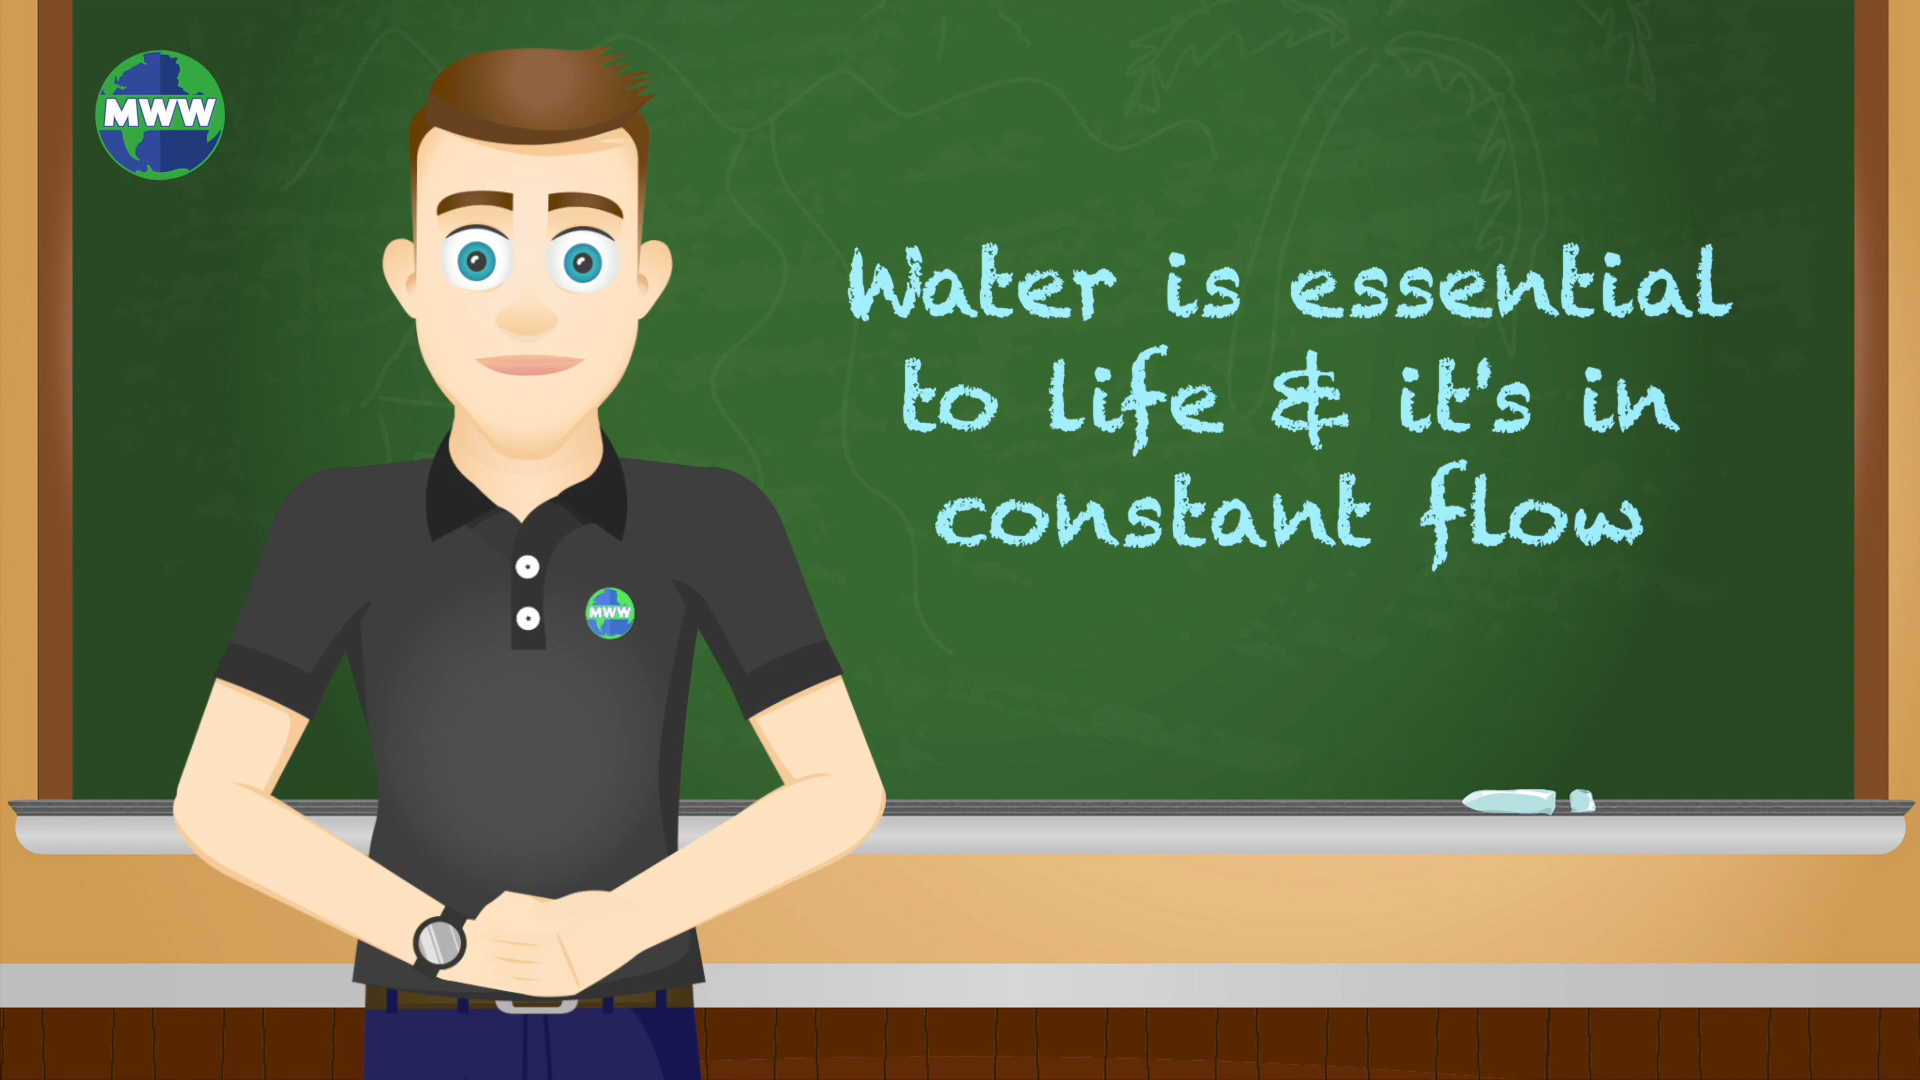 MWW
Water is essential
to life & it's in
constant flow
MWW